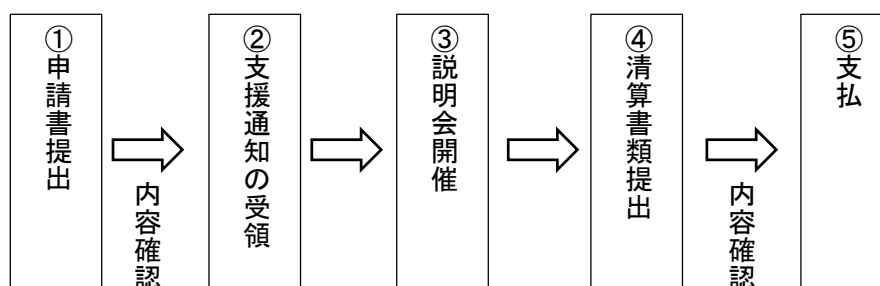 ①申請書提出
内容確認
②支援通知の受領
③説明会開催
④清算書類提出
内容確認
⑤支払